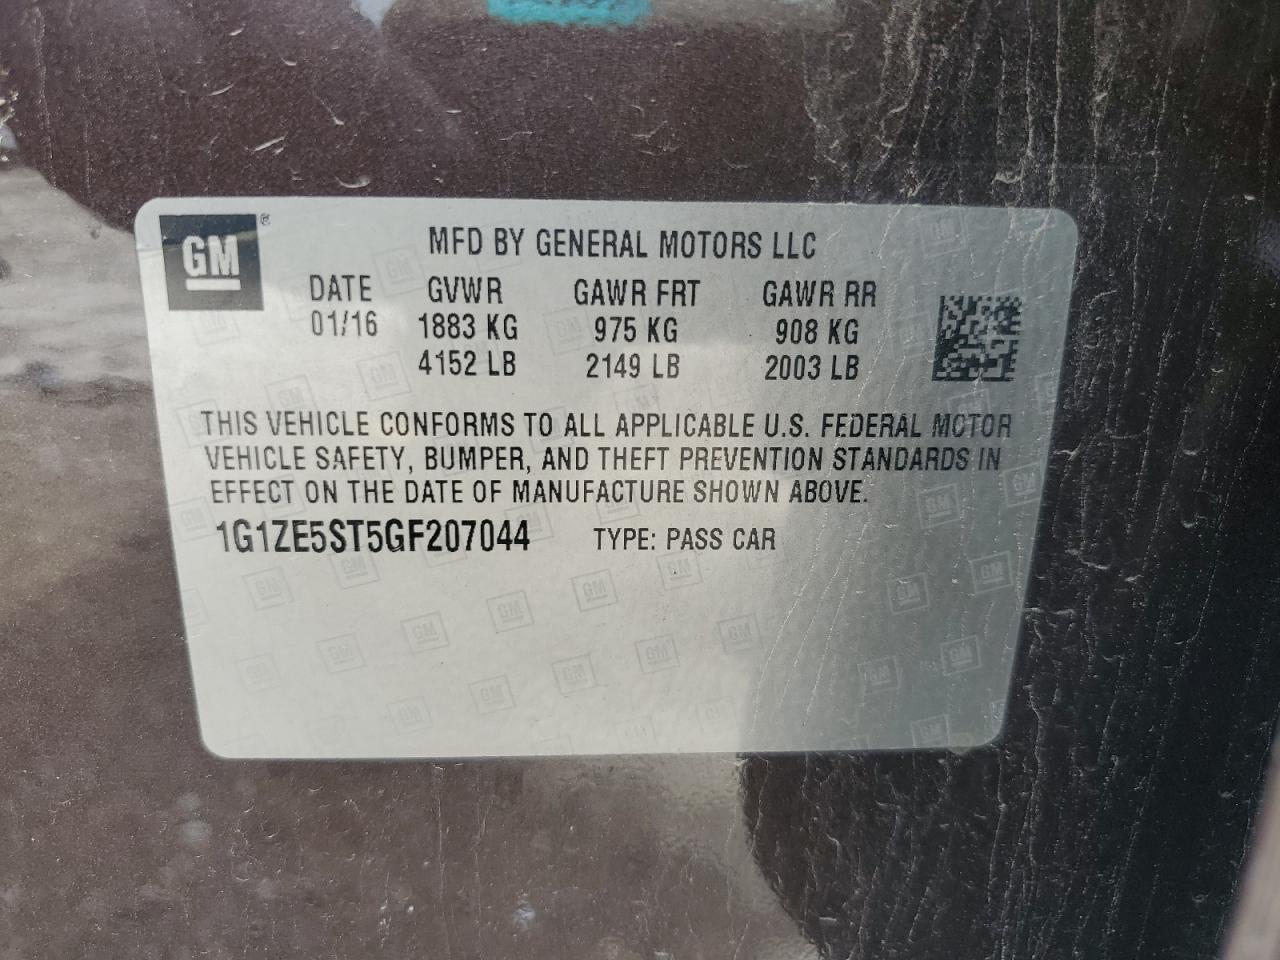 GM®
MFD BY GENERAL MOTORS LLC
DATE GVWR GAWR FRT GAWR RR
01/16 1883 KG 975 KG 908 KG
4152 LB 2149 LB 2003 LB
THIS VEHICLE CONFORMS TO ALL APPLICABLE U.S. FEDERAL MOTOR
VEHICLE SAFETY, BUMPER, AND THEFT PREVENTION STANDARDS IN
EFFECT ON THE DATE OF MANUFACTURE SHOWN ABOVE.
1G1ZE5ST5GF207044 TYPE: PASS CAR